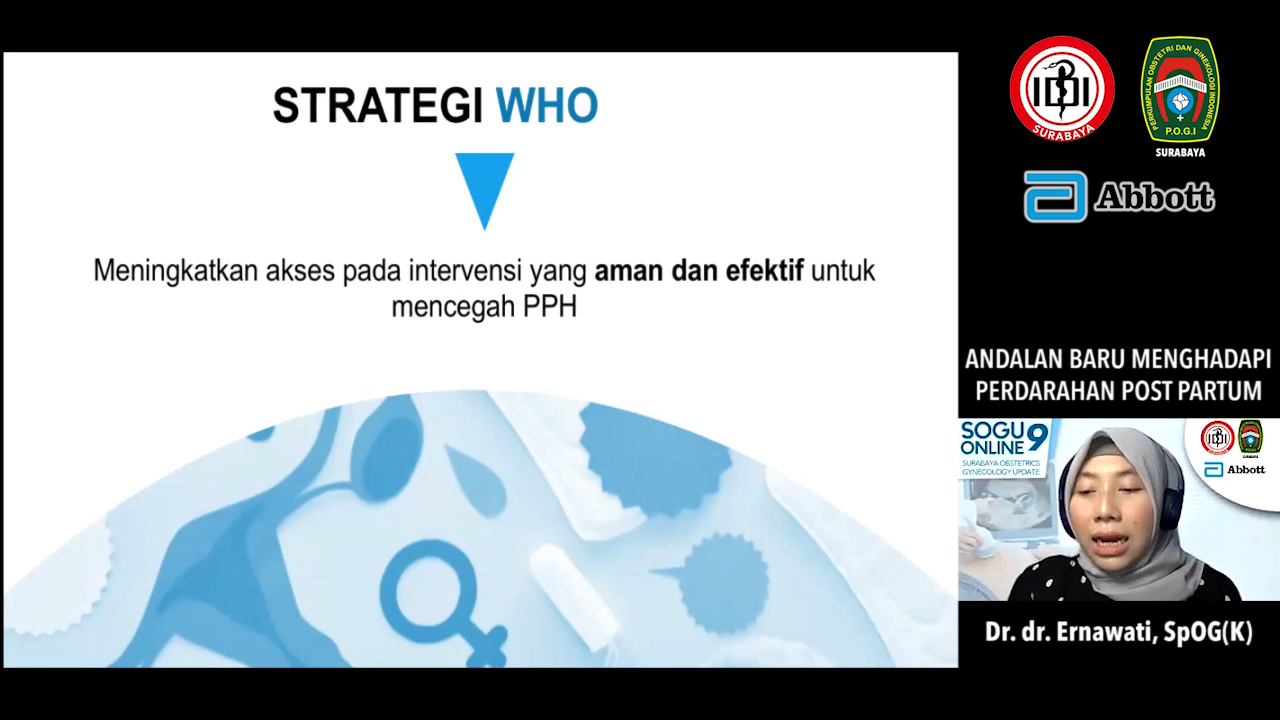 STRATEGI WHO
Meningkatkan akses pada intervensi yang aman dan efektif untuk
mencegah PPH
IDI
SURABAYA
PERKUMPULAN OBSTETRI DAN GINEKOLOGI INDONESIA
P.O.G.I
SURABAYA
Abbott
ANDALAN BARU MENGHADAPI
PERDARAHAN POST PARTUM
SOGU 9
ONLINE
SURABAYA OBSTETRICS
GYNECOLOGY UPDATE
Abbott
Dr. dr. Ernawati, SpOG(K)